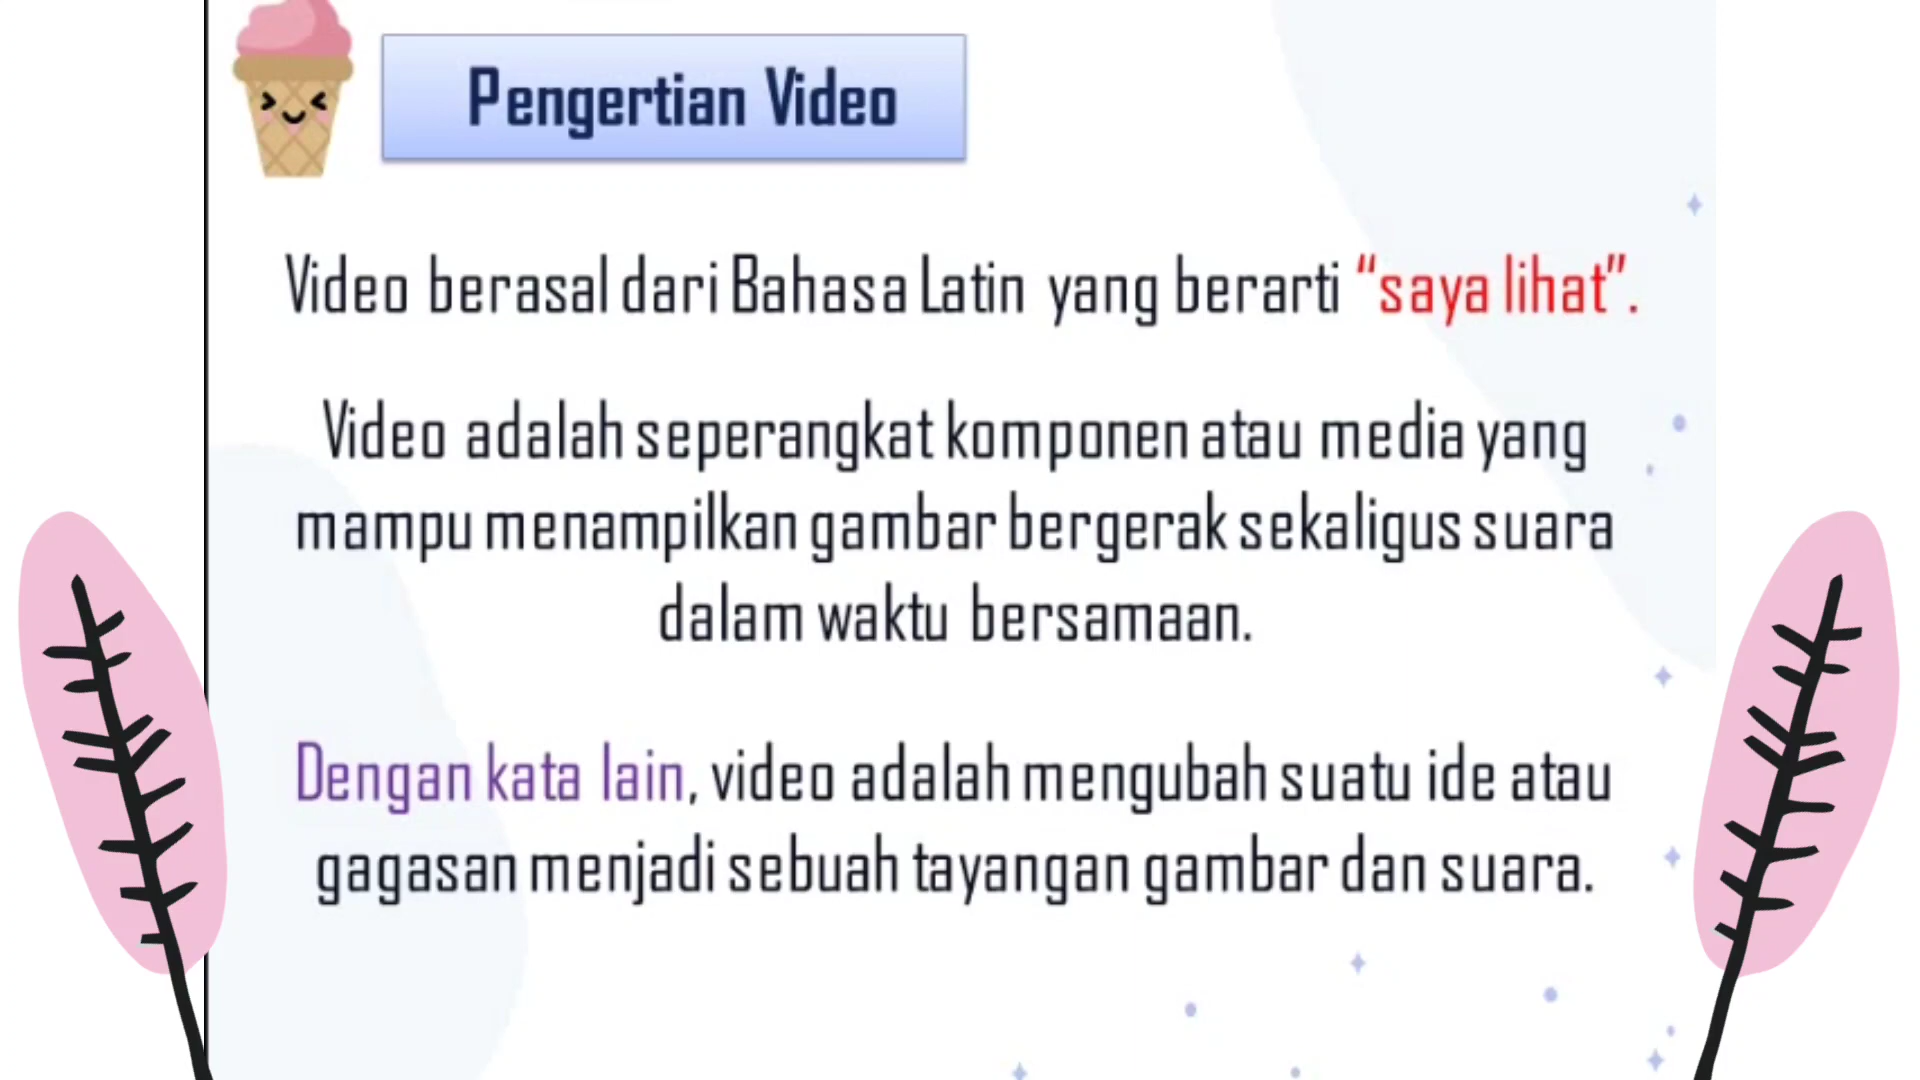 Pengertian Video
Video berasal dari Bahasa Latin yang berarti “saya lihat”.
Video adalah seperangkat komponen atau media yang
mampu menampilkan gambar bergerak sekaligus suara
dalam waktu bersamaan.
Dengan kata lain, video adalah mengubah suatu ide atau
gagasan menjadi sebuah tayangan gambar dan suara.